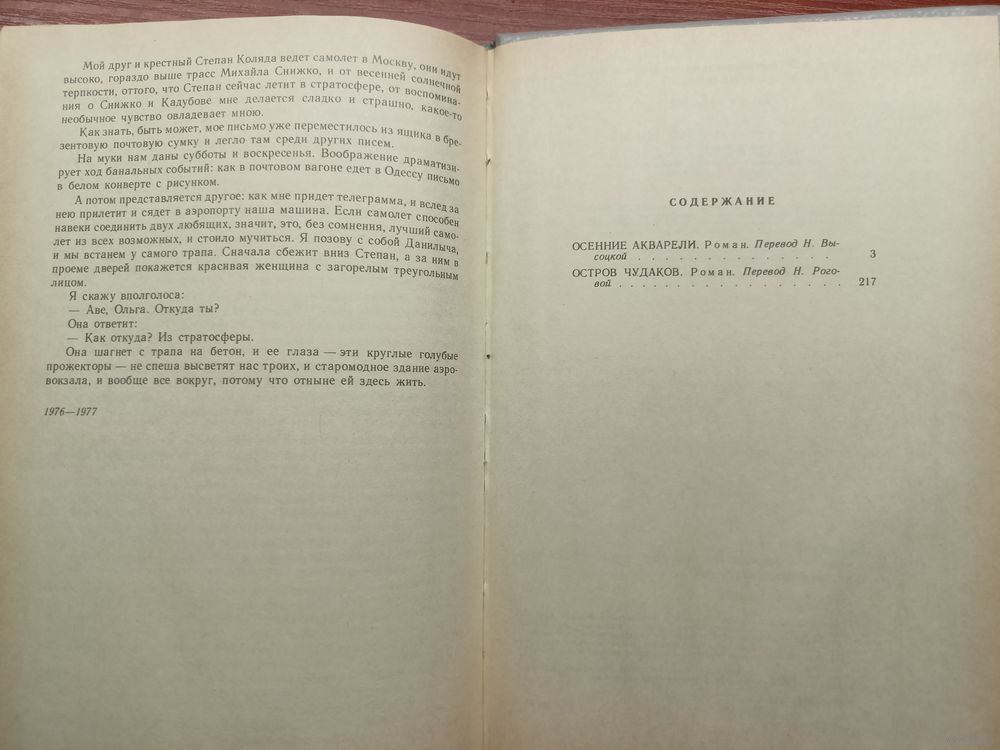 Мой друг и крестный Степан Коляда ведет самолет в Москву, они идут
высоко, гораздо выше трасс Михайла Снижко, и от весенней солнечной
терпкости, оттого, что Степан сейчас летит в стратосфере, от воспомина-
ния о Снижко и Кадубове мне делается сладко и страшно, какое-то
необычное чувство овладевает мною.
Как знать, быть может, мое письмо уже переместилось из ящика в бре-
зентовую почтовую сумку и легло там среди других писем.
На муки нам даны субботы и воскресенья. Воображение драматизи-
рует ход банальных событий: как в почтовом вагоне едет в Одессу письмо
в белом конверте с рисунком.
А потом представляется другое: как мне придет телеграмма, и вслед за
нею прилетит и сядет в аэропорту наша машина. Если самолет способен
навеки соединить двух любящих, значит, это, без сомнения, лучший само-
лет из всех возможных, и стоило мучиться. Я позову с собой Данилыча,
и мы встанем у самого трапа. Сначала сбежит вниз Степан, а за ним в
проеме дверей покажется красивая женщина с загорелым треугольным
лицом.
Я скажу вполголоса:
— Аве, Ольга. Откуда ты?
Она ответит:
— Как откуда? Из стратосферы.
Она шагнет с трапа на бетон, и ее глаза — эти круглые голубые
прожекторы — не спеша высветят нас троих, и старомодное здание аэро-
вокзала, и вообще все вокруг, потому что отныне ей здесь жить.
1976—1977
СОДЕРЖАНИЕ
ОСЕННИЕ АКВАРЕЛИ. Роман. Перевод Н. Вы-
соцкой . . . . . . . . . . . . . . 3
ОСТРОВ ЧУДАКОВ. Роман. Перевод Н. Рого-
вой . . . . . . . . . . . . . . . . 217